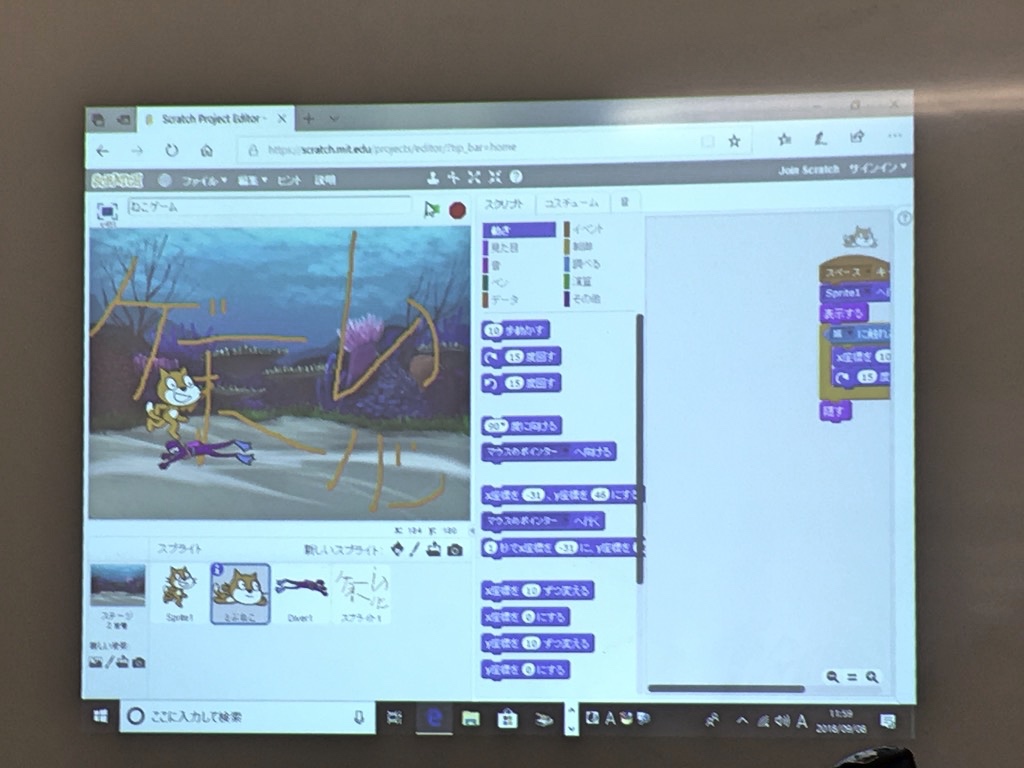 Scratch Project Editor -
https://scratch.mit.edu/projects/editor/?tip_bar=home
SCRATCH ファイル 編集 ヒント 説明
Join Scratch サインイン
ねこゲーム
スクリプト コスチューム 音
動き イベント
見た目 制御
音 調べる
ペン 演算
データ その他
10 歩動かす
15 度回す
15 度回す
90 度に向ける
マウスのポインター へ向ける
x座標を -31 、y座標を 46 にする
マウスのポインター へ行く
1 秒でx座標を -31 に、y座標を
x座標を 10 ずつ変える
x座標を 0 にする
y座標を 10 ずつ変える
y座標を 0 にする
スペース キ
Sprite1 へ行
表示する
に触れ
x座標を 10
15 度
隠す
ゲーム
スプライト 新しいスプライト:
ステージ
Sprite1 とぶねこ Diver1 スプライト1
新しい背景:
ここに入力して検索
A
A
11:59
2018/09/08